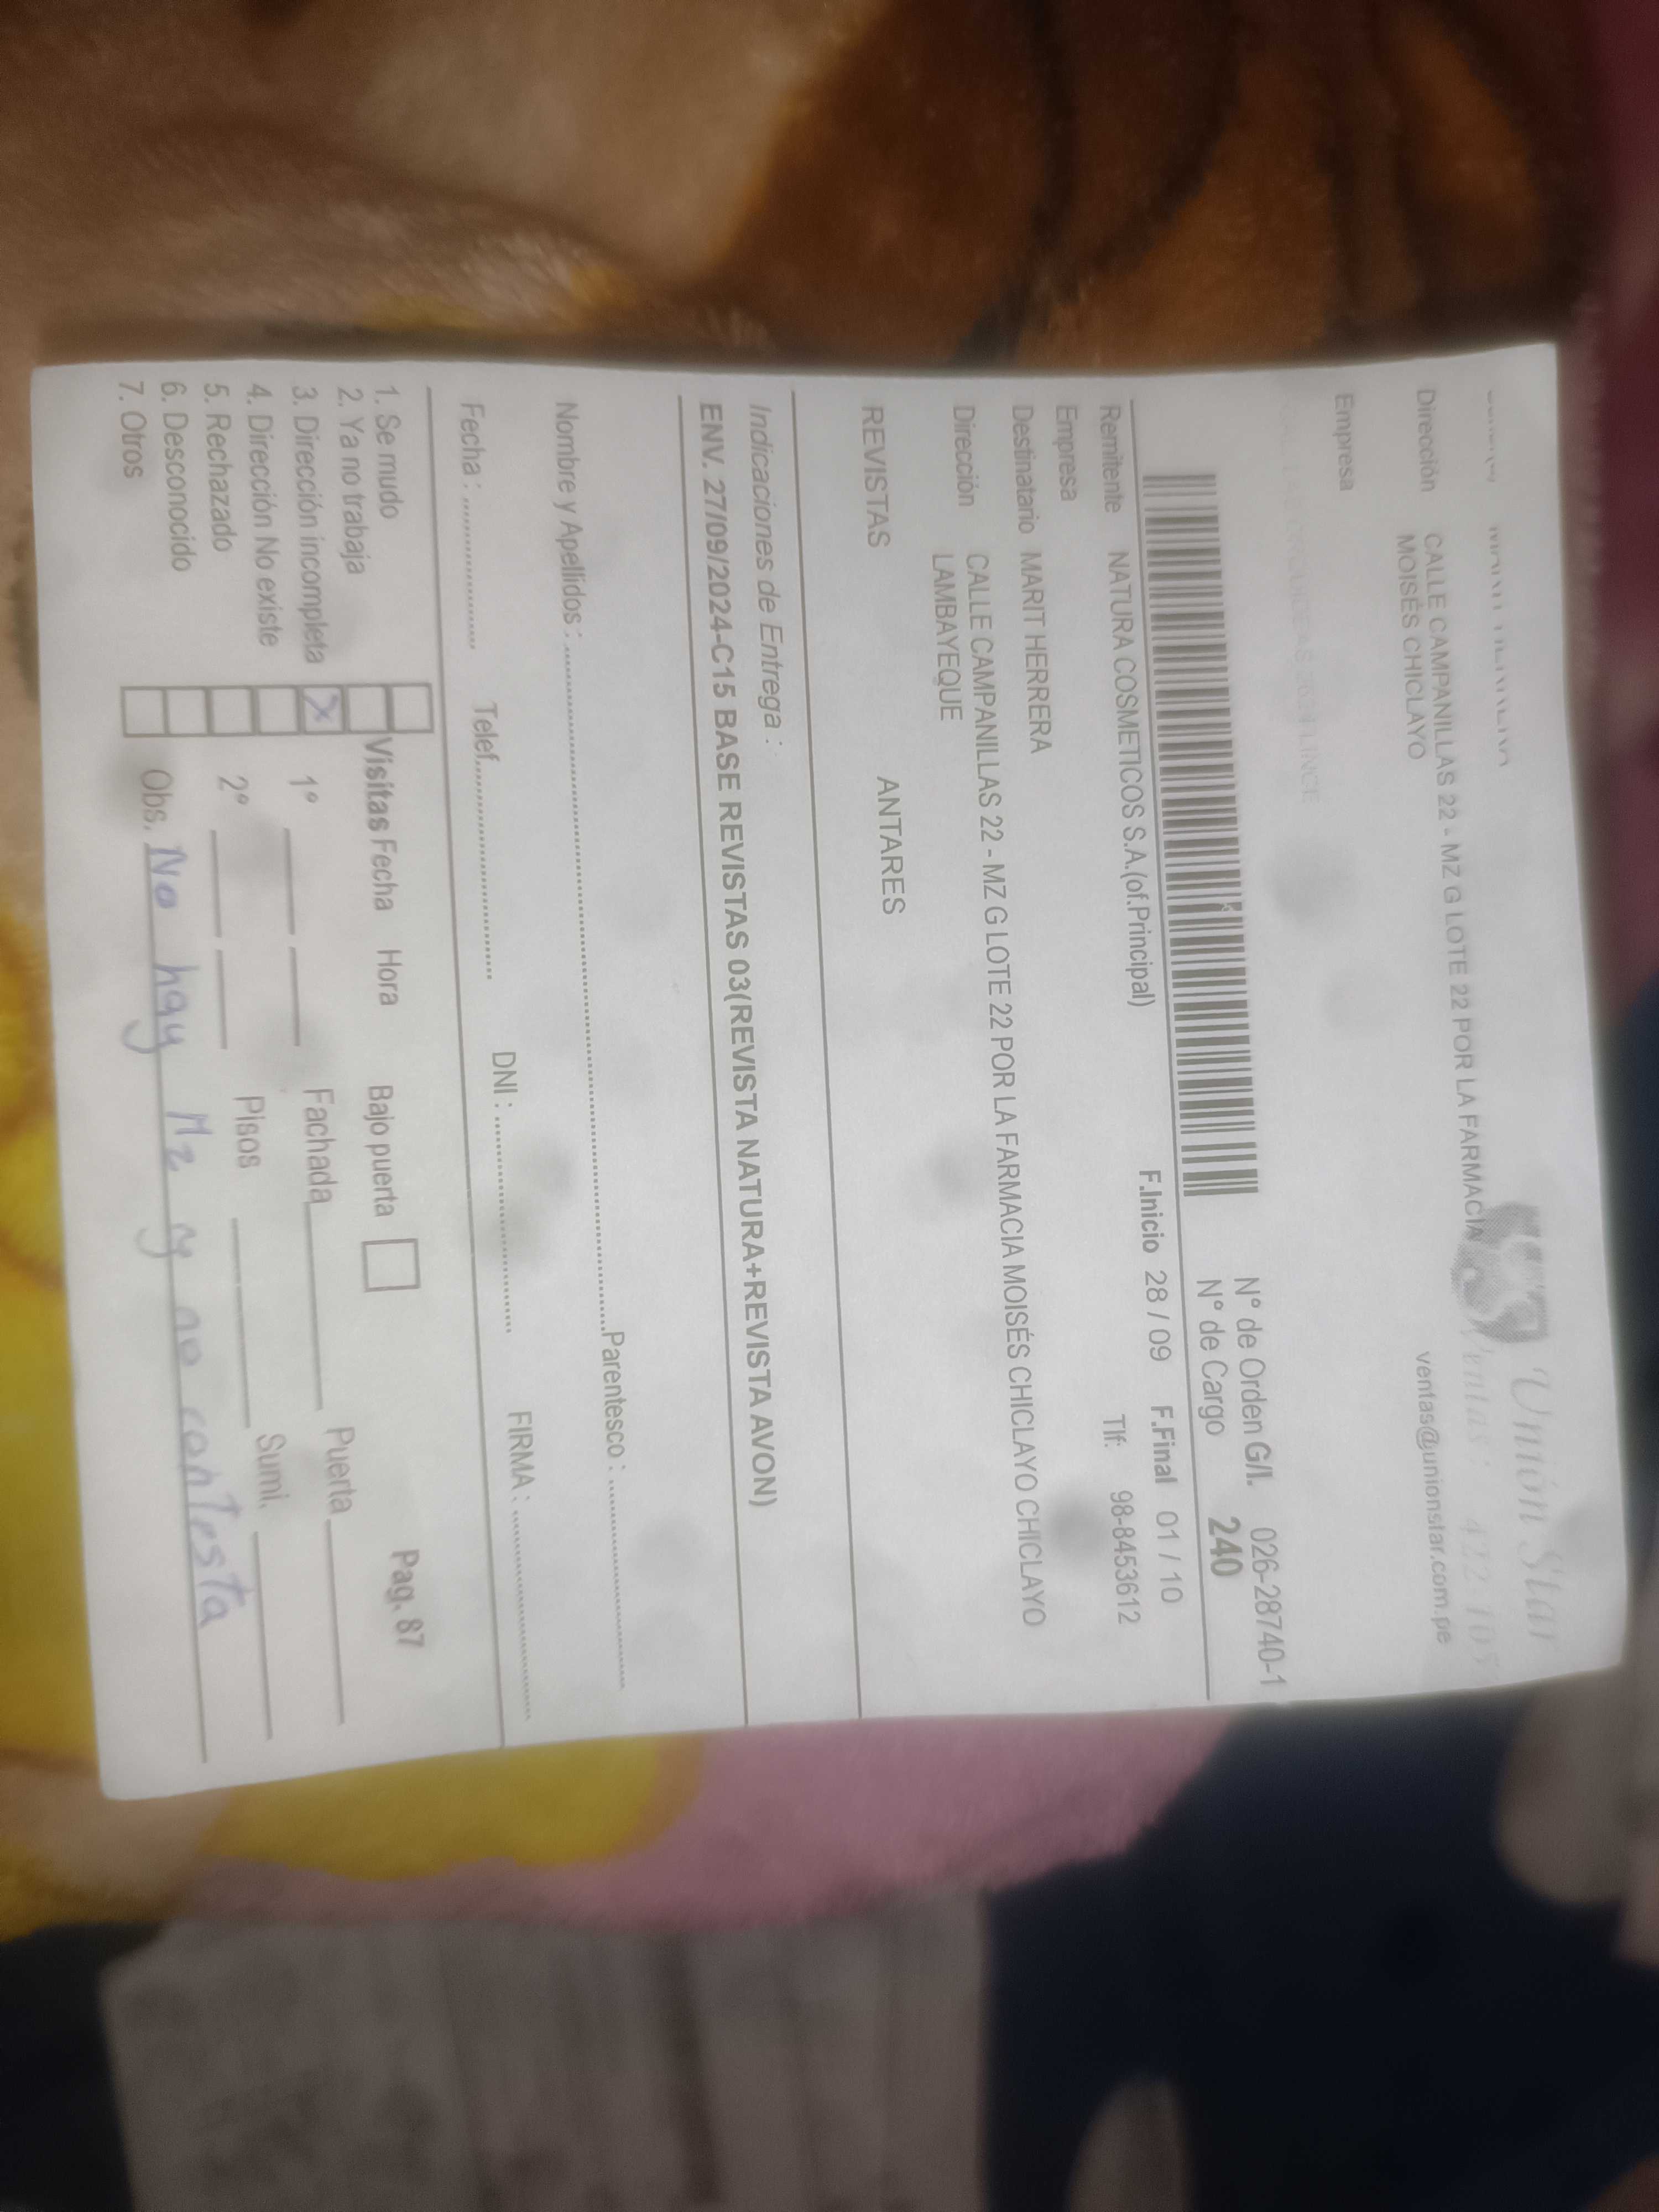 Unión Star
Ventas: 422 10
Dirección CALLE CAMPANILLAS 22 - MZ G LOTE 22 POR LA FARMACIA
MOISÉS CHICLAYO
ventas@unionstar.com.pe
Empresa
N° de Orden G/I. 026-28740-1
N° de Cargo 240
Remitente NATURA COSMETICOS S.A.(of.Principal) F.Inicio 28 / 09 F.Final 01 / 10
Empresa Tlf: 98-8453612
Destinatario MARIT HERRERA
Dirección CALLE CAMPANILLAS 22 - MZ G LOTE 22 POR LA FARMACIA MOISÉS CHICLAYO CHICLAYO
LAMBAYEQUE
REVISTAS ANTARES
Indicaciones de Entrega :
ENV. 27/09/2024-C15 BASE REVISTAS 03(REVISTA NATURA+REVISTA AVON)
Nombre y Apellidos : Parentesco :
Fecha : Telef. DNI : FIRMA :
1. Se mudo
2. Ya no trabaja
3. Dirección incompleta X
4. Dirección No existe
5. Rechazado
6. Desconocido
7. Otros
Visitas Fecha Hora Bajo puerta Pag. 87
1° Fachada Puerta
2° Pisos Sumi.
Obs. No hay Mz y no contesta